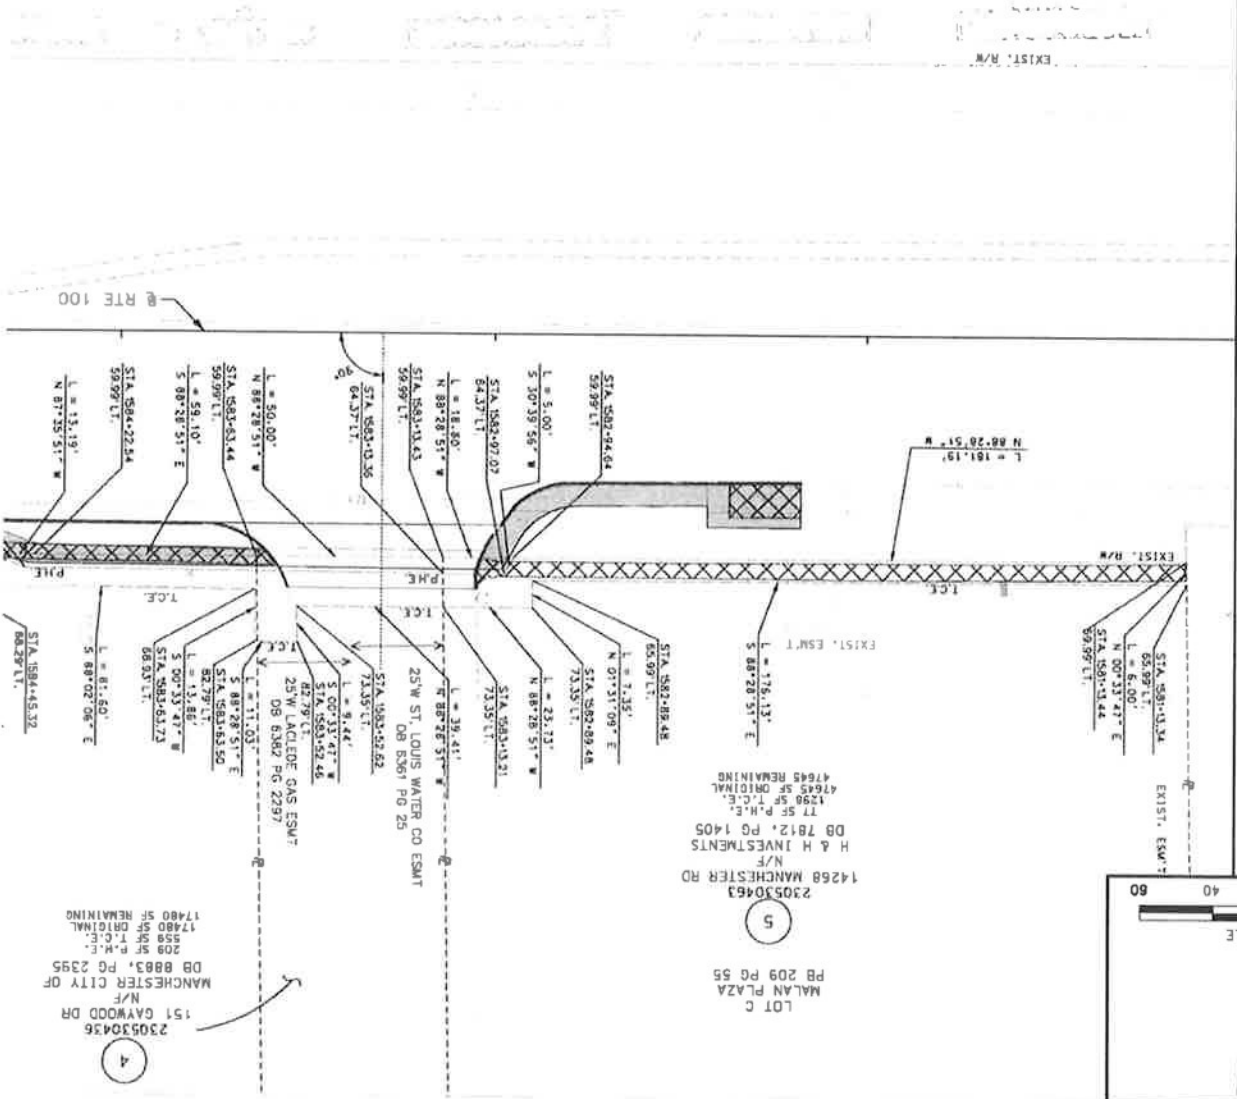 EXIST. R/W
℄ RTE 100
L = 13.19'
N 87°35'51" W
STA. 1584+22.54
59.99' LT.
L = 59.10'
S 88°28'51" E
STA. 1583+63.44
59.99' LT.
L = 50.00'
N 88°28'51" W
90°
STA. 1583+13.36
64.37' LT.
STA. 1583+13.43
59.99' LT.
L = 18.80'
N 88°28'51" W
STA. 1582+97.07
64.37' LT.
L = 5.00'
S 30°39'56" W
STA. 1582+94.64
59.99' LT.
L = 181.19'
N 88°28'51" W
EXIST. R/W
P.H.E
P.H.E
T.C.E.
T.C.E.
T.C.E.
T.C.E.
EXIST. ESM'T
STA. 1584+45.32
68.29' LT.
L = 81.60'
S 88°02'06" E
STA. 1583+63.73
68.93' LT.
L = 13.86'
S 00°33'47" W
STA. 1583+63.50
82.79' LT.
L = 11.03'
S 88°28'51" E
STA. 1583+52.46
82.79' LT.
L = 9.44'
S 00°33'47" W
STA. 1583+52.62
73.35' LT.
25'W LACLEDE GAS ESMT
DB 6382 PG 2297
25'W ST. LOUIS WATER CO ESMT
DB 6361 PG 25
L = 39.41'
N 88°28'51" W
STA. 1583+13.21
73.35' LT.
L = 23.73'
N 88°28'51" W
STA. 1582+89.48
73.35' LT.
L = 7.35'
N 01°31'09" E
STA. 1582+89.48
65.99' LT.
L = 176.13'
S 88°28'51" E
STA. 1581+13.44
59.99' LT.
L = 6.00'
N 00°33'47" E
STA. 1581+13.34
65.99' LT.
EXIST. ESM'T
LOT C
MALAN PLAZA
PB 209 PG 55
5
230530463
14268 MANCHESTER RD
N/F
H & H INVESTMENTS
DB 7812, PG 1405
77 SF P.H.E.
1298 SF T.C.E.
47645 SF ORIGINAL
47645 REMAINING
4
230530436
151 GAYWOOD DR
N/F
MANCHESTER CITY OF
DB 8883, PG 2395
209 SF P.H.E.
559 SF T.C.E.
17480 SF ORIGINAL
17480 SF REMAINING
LE
40 60